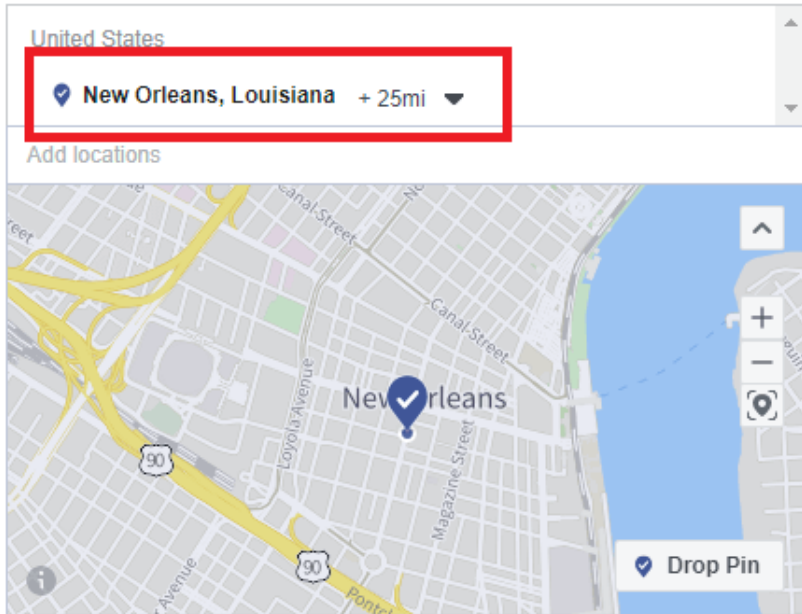 United States
New Orleans, Louisiana + 25mi
Add locations
Canal-Street
Canal-Street
New Orleans
Loyola Avenue
Magazine Street
90
90
Avenue
Drop Pin